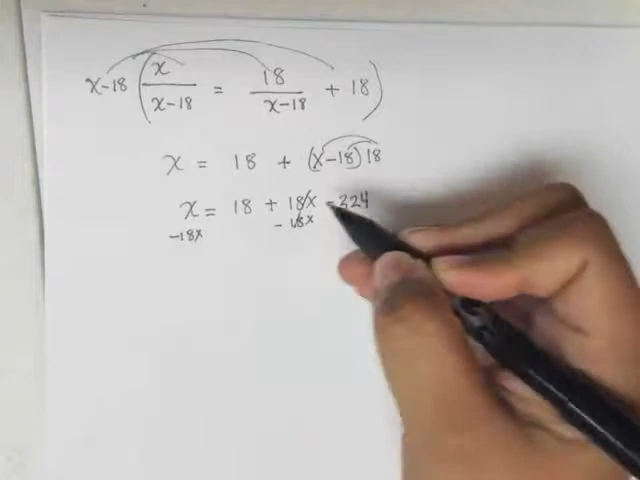 x-18 ( x/x-18 = 18/x-18 + 18 )
x = 18 + (x-18)18
x = 18 + 18x - 324
-18x - 18x